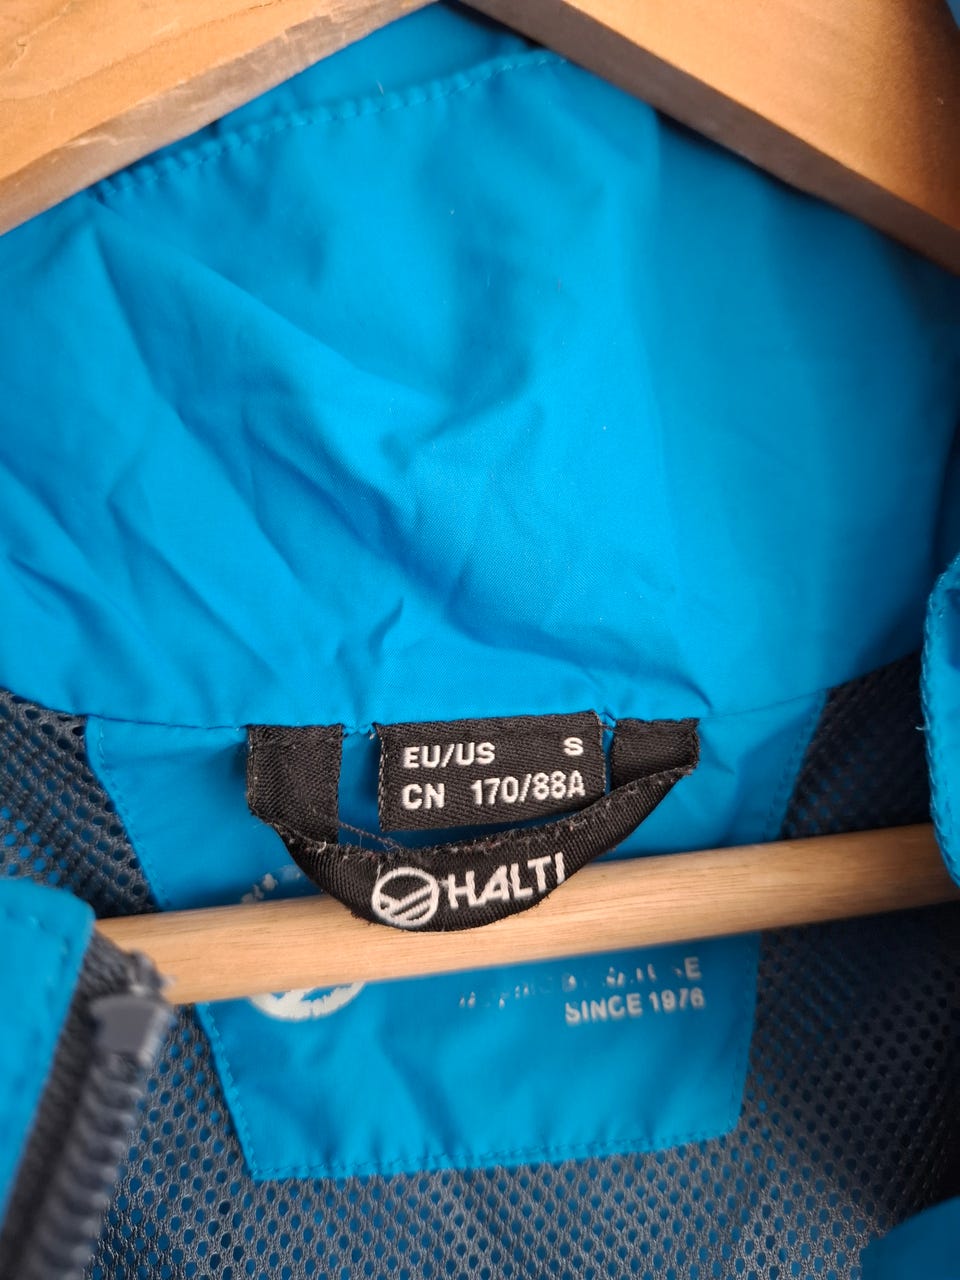 EU/US S
CN 170/88A
HALTI
SINCE 1976